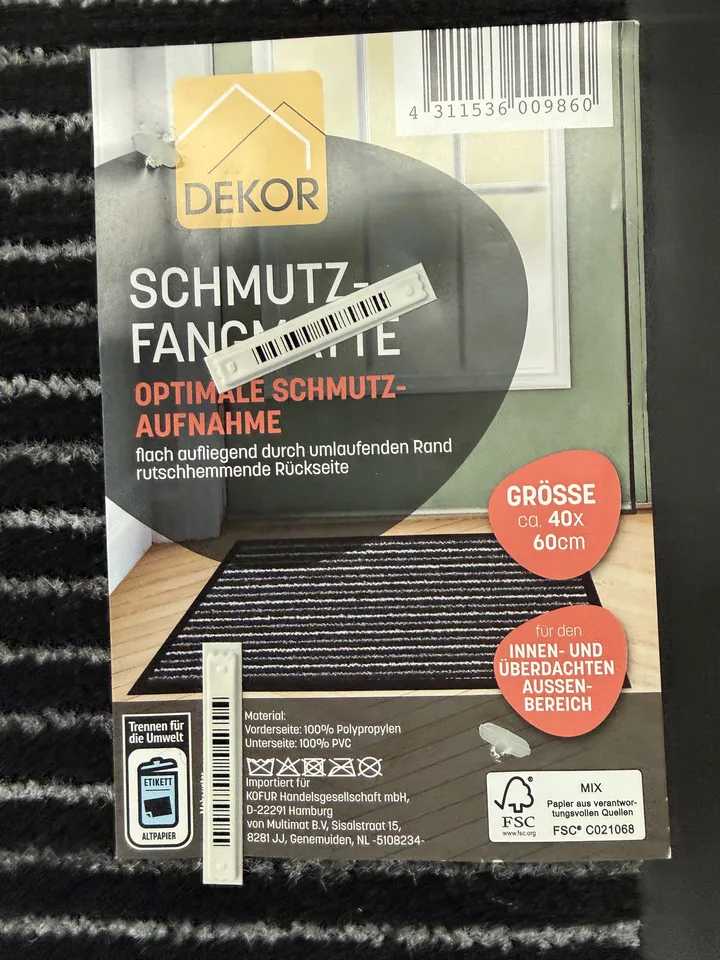 4 311536 009860
DEKOR
SCHMUTZ-
FANGMATTE
OPTIMALE SCHMUTZ-
AUFNAHME
flach aufliegend durch umlaufenden Rand
rutschhemmende Rückseite
GRÖSSE
ca. 40x
60cm
für den
INNEN- UND
ÜBERDACHTEN
AUSSEN-
BEREICH
Trennen für
die Umwelt
ETIKETT
ALTPAPIER
Material:
Vorderseite: 100% Polypropylen
Unterseite: 100% PVC
Importiert für
KOFUR Handelsgesellschaft mbH,
D-22291 Hamburg
von Multimat B.V, Sisalstraat 15,
8281 JJ, Genemuiden, NL -5108234-
FSC
www.fsc.org
MIX
Papier aus verantwor-
tungsvollen Quellen
FSC® C021068